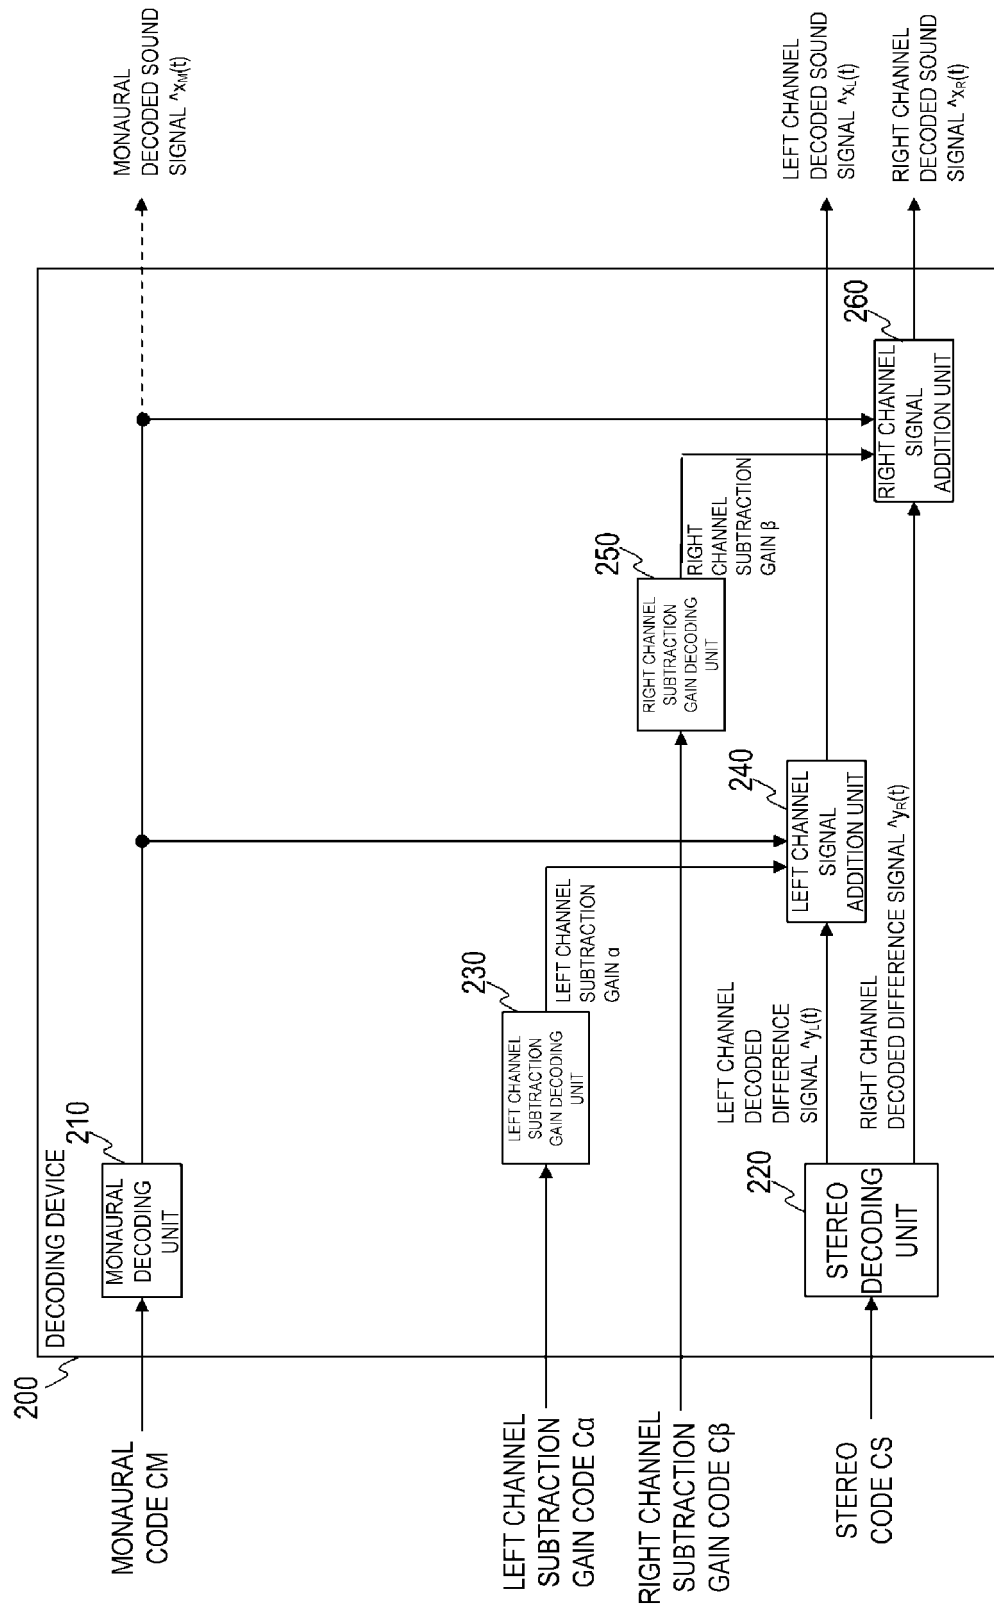 200
DECODING DEVICE
MONAURAL
CODE CM
210
MONAURAL
DECODING
UNIT
MONAURAL
DECODED SOUND
SIGNAL ^xM(t)
LEFT CHANNEL
SUBTRACTION
GAIN CODE Cα
230
LEFT CHANNEL
SUBTRACTION
GAIN DECODING
UNIT
LEFT CHANNEL
SUBTRACTION
GAIN α
RIGHT CHANNEL
SUBTRACTION
GAIN CODE Cβ
250
RIGHT CHANNEL
SUBTRACTION
GAIN DECODING
UNIT
RIGHT
CHANNEL
SUBTRACTION
GAIN β
STEREO
CODE CS
220
STEREO
DECODING
UNIT
LEFT CHANNEL
DECODED
DIFFERENCE
SIGNAL ^yL(t)
RIGHT CHANNEL
DECODED DIFFERENCE SIGNAL ^yR(t)
240
LEFT CHANNEL
SIGNAL
ADDITION UNIT
260
RIGHT CHANNEL
SIGNAL
ADDITION UNIT
LEFT CHANNEL
DECODED SOUND
SIGNAL ^xL(t)
RIGHT CHANNEL
DECODED SOUND
SIGNAL ^xR(t)